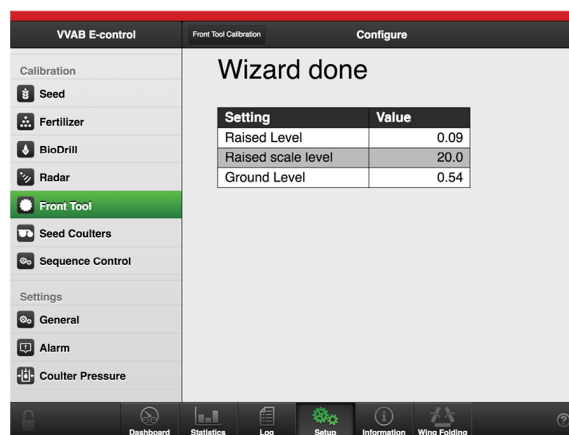 VVAB E-control
Front Tool Calibration
Configure
Calibration
Seed
Fertilizer
BioDrill
Radar
Front Tool
Seed Coulters
Sequence Control
Settings
General
Alarm
Coulter Pressure
Wizard done
Setting Value
Raised Level 0.09
Raised scale level 20.0
Ground Level 0.54
Dashboard Statistics Log Setup Information Wing Folding